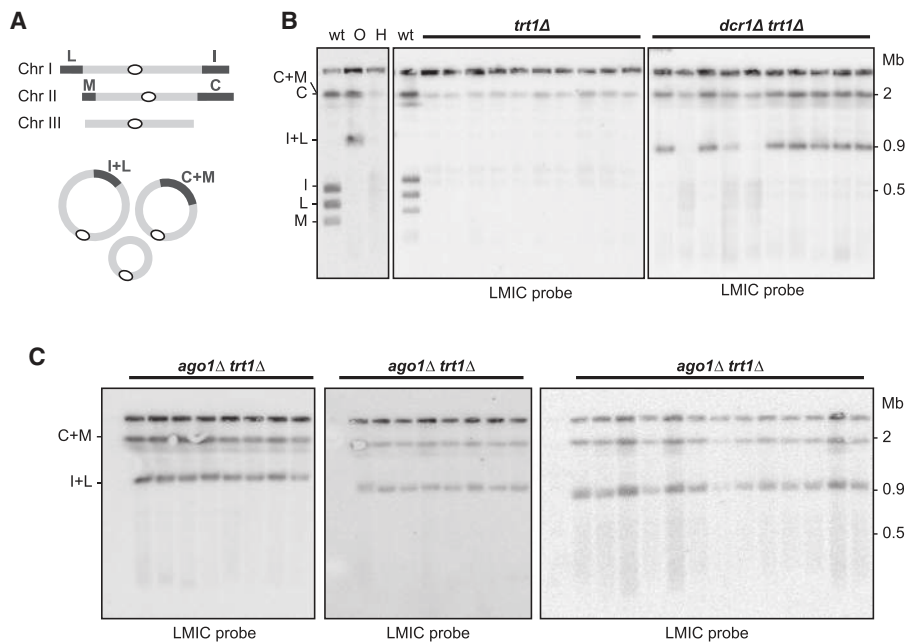 A
L I
Chr I
M C
Chr II
Chr III
I+L
C+M
B
wt O H wt trt1Δ dcr1Δ trt1Δ
Mb
C+M
C
2
I+L
0.9
I
0.5
L
M
LMIC probe LMIC probe
C
ago1Δ trt1Δ ago1Δ trt1Δ ago1Δ trt1Δ
Mb
C+M
2
I+L
0.9
0.5
LMIC probe LMIC probe LMIC probe